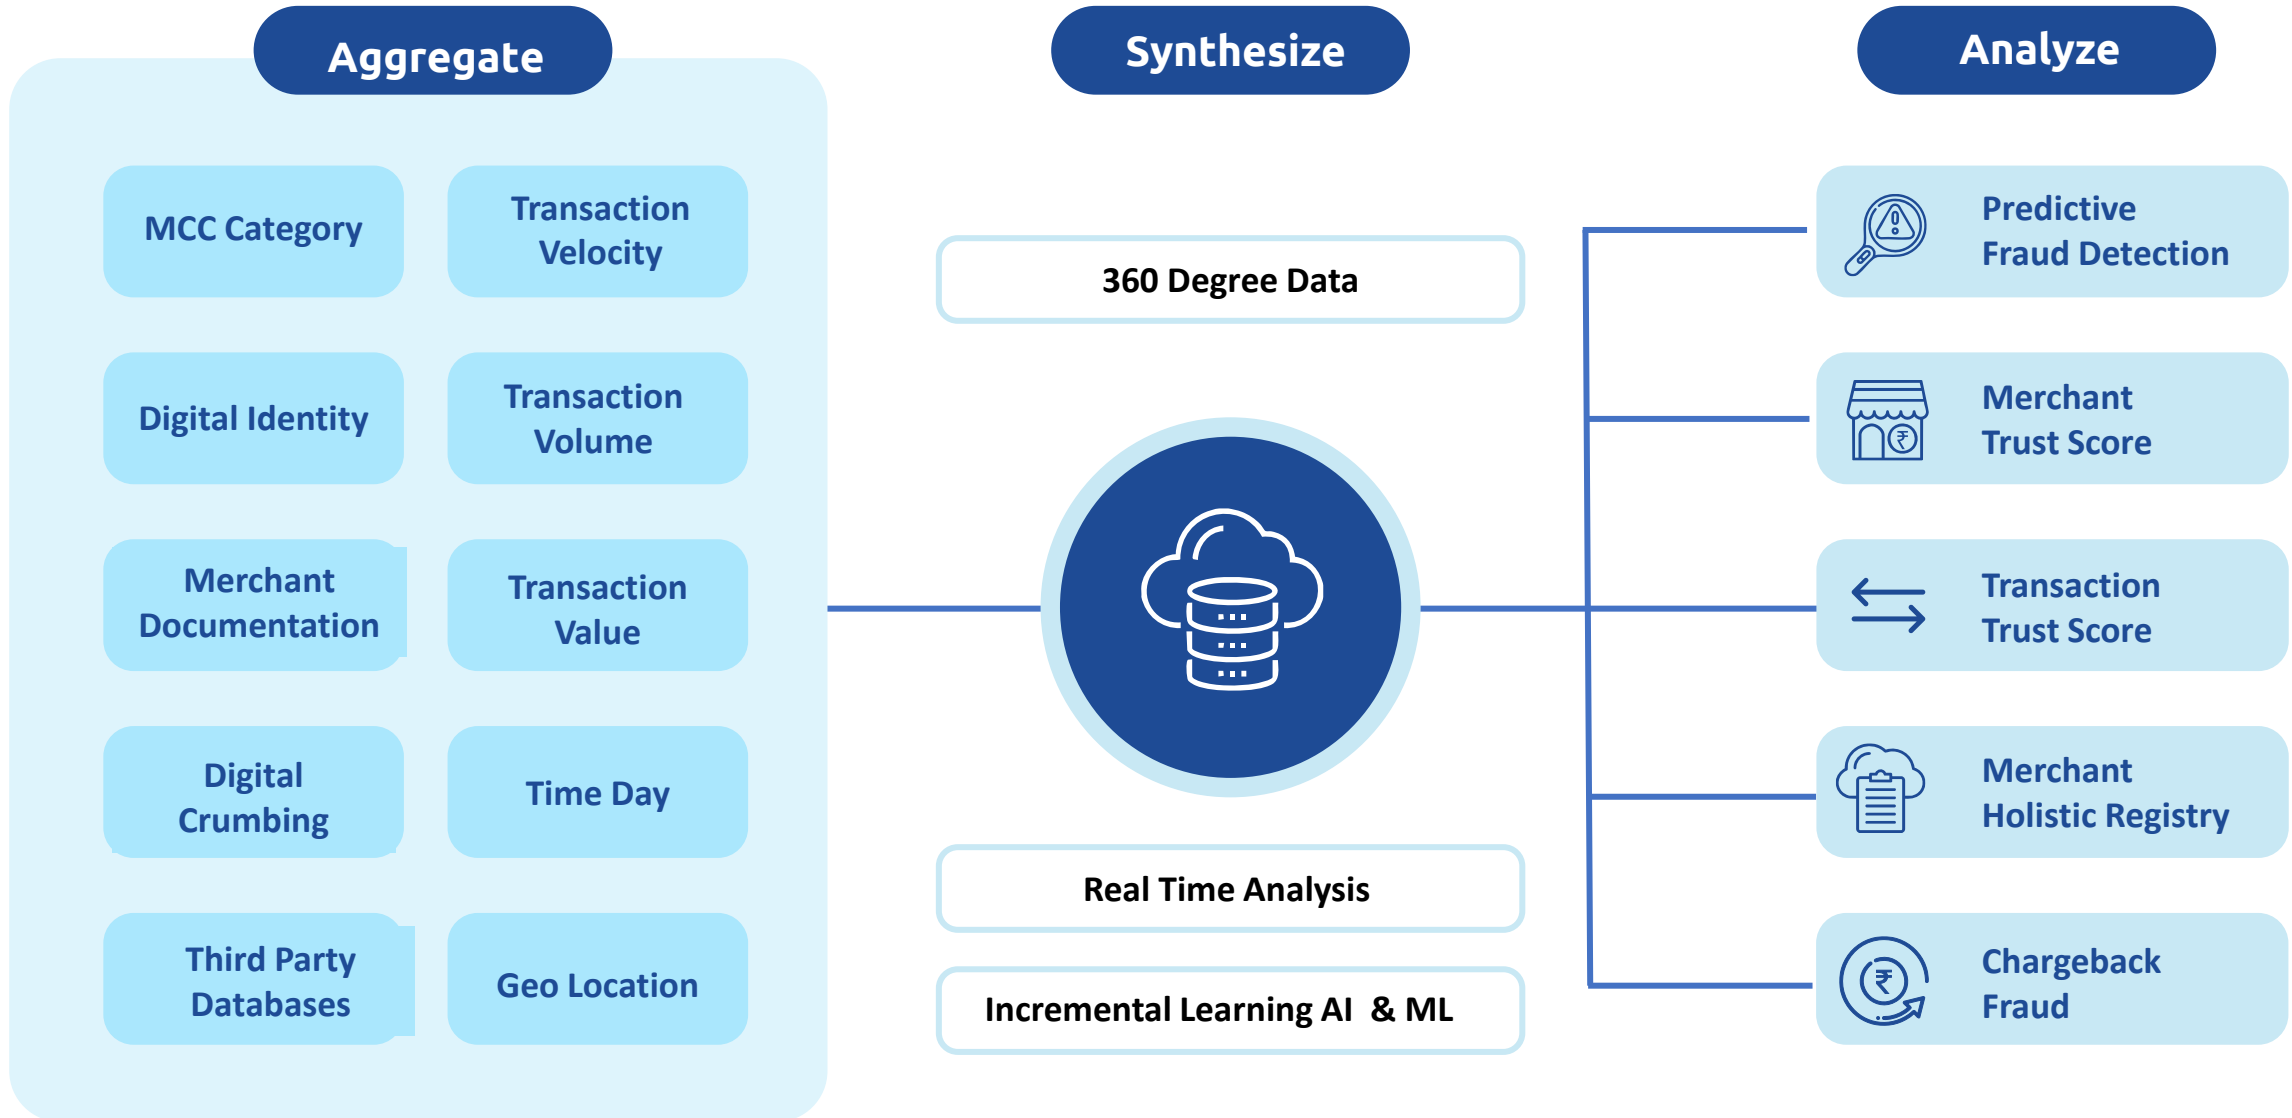 Aggregate
MCC Category
Transaction
Velocity
Digital Identity
Transaction
Volume
Merchant
Documentation
Transaction
Value
Digital
Crumbing
Time Day
Third Party
Databases
Geo Location
Synthesize
360 Degree Data
Real Time Analysis
Incremental Learning AI & ML
Analyze
Predictive
Fraud Detection
₹
Merchant
Trust Score
Transaction
Trust Score
Merchant
Holistic Registry
₹
Chargeback
Fraud